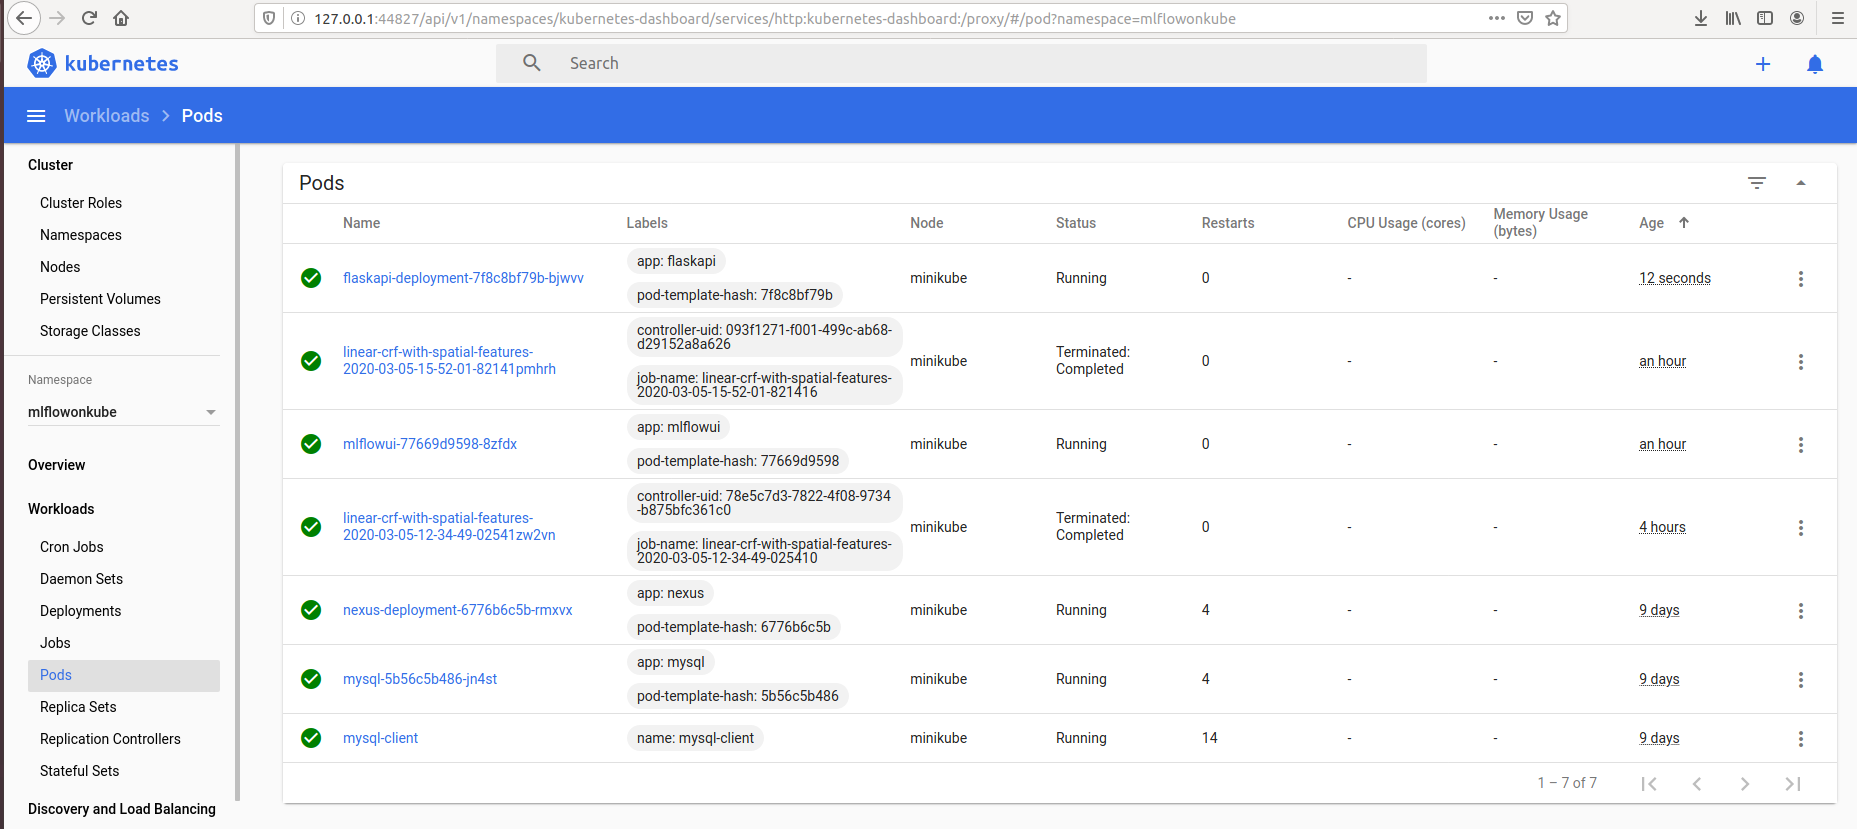 127.0.0.1:44827/api/v1/namespaces/kubernetes-dashboard/services/http:kubernetes-dashboard:/proxy/#/pod?namespace=mlflowonkube
kubernetes
Search
Workloads
Pods
Cluster
Cluster Roles
Namespaces
Nodes
Persistent Volumes
Storage Classes
Namespace
mlflowonkube
Overview
Workloads
Cron Jobs
Daemon Sets
Deployments
Jobs
Pods
Replica Sets
Replication Controllers
Stateful Sets
Discovery and Load Balancing
Pods
Name Labels Node Status Restarts CPU Usage (cores) Memory Usage (bytes) Age
flaskapi-deployment-7f8c8bf79b-bjwvv
app: flaskapi
pod-template-hash: 7f8c8bf79b
minikube Running 0 - - 12 seconds
linear-crf-with-spatial-features-
2020-03-05-15-52-01-82141pmhrh
controller-uid: 093f1271-f001-499c-ab68-
d29152a8a626
job-name: linear-crf-with-spatial-features-
2020-03-05-15-52-01-821416
minikube
Terminated:
Completed
0 - - an hour
mlflowui-77669d9598-8zfdx
app: mlflowui
pod-template-hash: 77669d9598
minikube Running 0 - - an hour
linear-crf-with-spatial-features-
2020-03-05-12-34-49-02541zw2vn
controller-uid: 78e5c7d3-7822-4f08-9734
-b875bfc361c0
job-name: linear-crf-with-spatial-features-
2020-03-05-12-34-49-025410
minikube
Terminated:
Completed
0 - - 4 hours
nexus-deployment-6776b6c5b-rmxvx
app: nexus
pod-template-hash: 6776b6c5b
minikube Running 4 - - 9 days
mysql-5b56c5b486-jn4st
app: mysql
pod-template-hash: 5b56c5b486
minikube Running 4 - - 9 days
mysql-client
name: mysql-client
minikube Running 14 - - 9 days
1 – 7 of 7